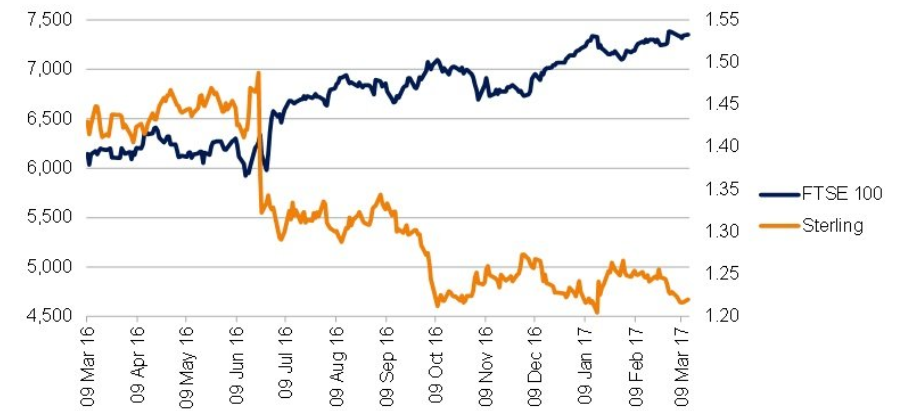 7,500
7,000
6,500
6,000
5,500
5,000
4,500
1.55
1.50
1.45
1.40
1.35
1.30
1.25
1.20
09 Mar 16
09 Apr 16
09 May 16
09 Jun 16
09 Jul 16
09 Aug 16
09 Sep 16
09 Oct 16
09 Nov 16
09 Dec 16
09 Jan 17
09 Feb 17
09 Mar 17
FTSE 100
Sterling